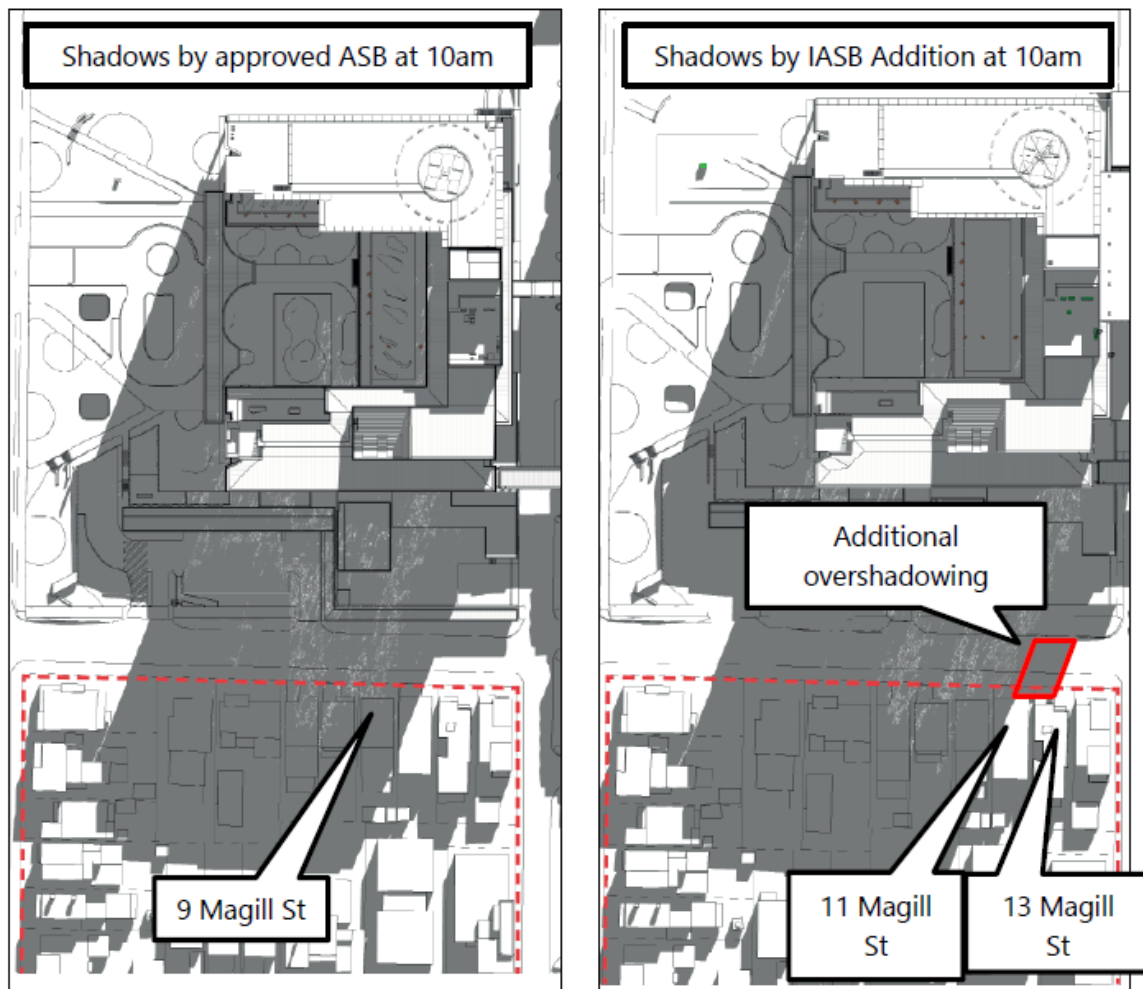 Shadows by approved ASB at 10am
Shadows by IASB Addition at 10am
Additional
overshadowing
9 Magill St
11 Magill
St
13 Magill
St